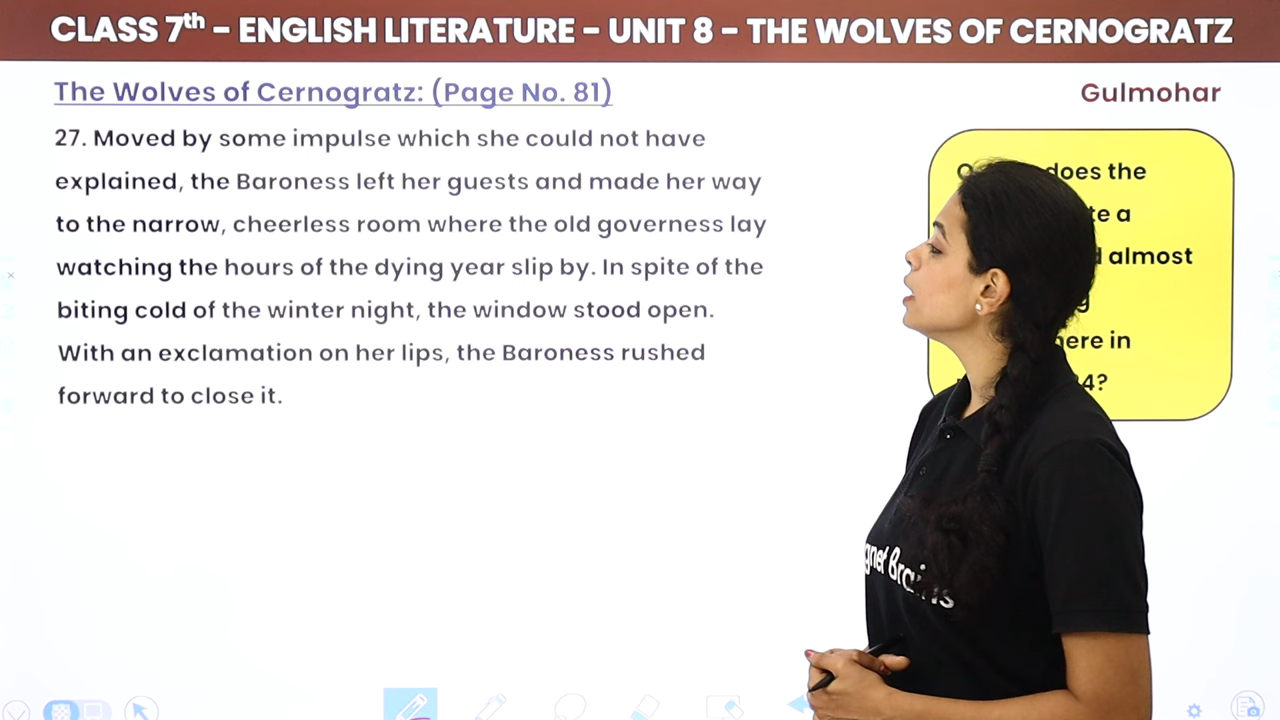 CLASS 7th – ENGLISH LITERATURE – UNIT 8 – THE WOLVES OF CERNOGRATZ
The Wolves of Cernogratz: (Page No. 81)
Gulmohar
27. Moved by some impulse which she could not have
explained, the Baroness left her guests and made her way
to the narrow, cheerless room where the old governess lay
watching the hours of the dying year slip by. In spite of the
biting cold of the winter night, the window stood open.
With an exclamation on her lips, the Baroness rushed
forward to close it.
does the
a
almost
in